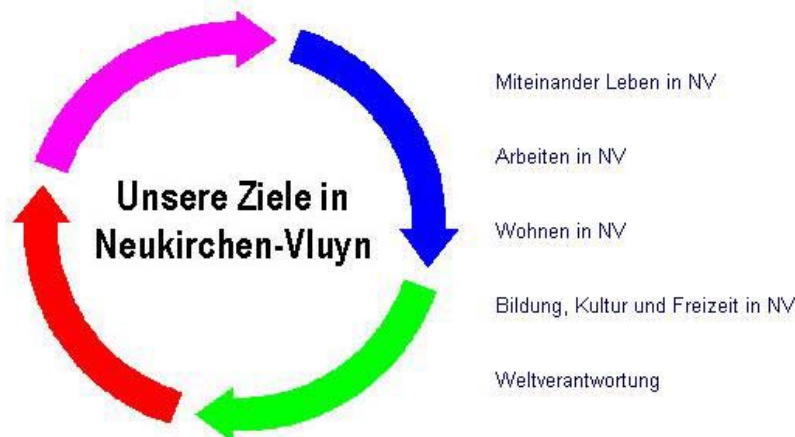 Unsere Ziele in
Neukirchen-Vluyn
Miteinander Leben in NV
Arbeiten in NV
Wohnen in NV
Bildung, Kultur und Freizeit in NV
Weltverantwortung